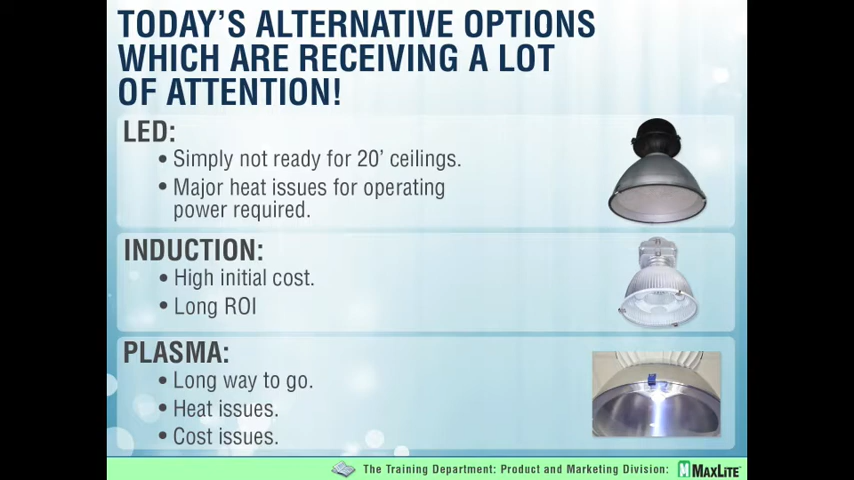 TODAY'S ALTERNATIVE OPTIONS
WHICH ARE RECEIVING A LOT
OF ATTENTION!
LED:
• Simply not ready for 20' ceilings.
• Major heat issues for operating
power required.
INDUCTION:
• High initial cost.
• Long ROI
PLASMA:
• Long way to go.
• Heat issues.
• Cost issues.
The Training Department: Product and Marketing Division: MAXLITE